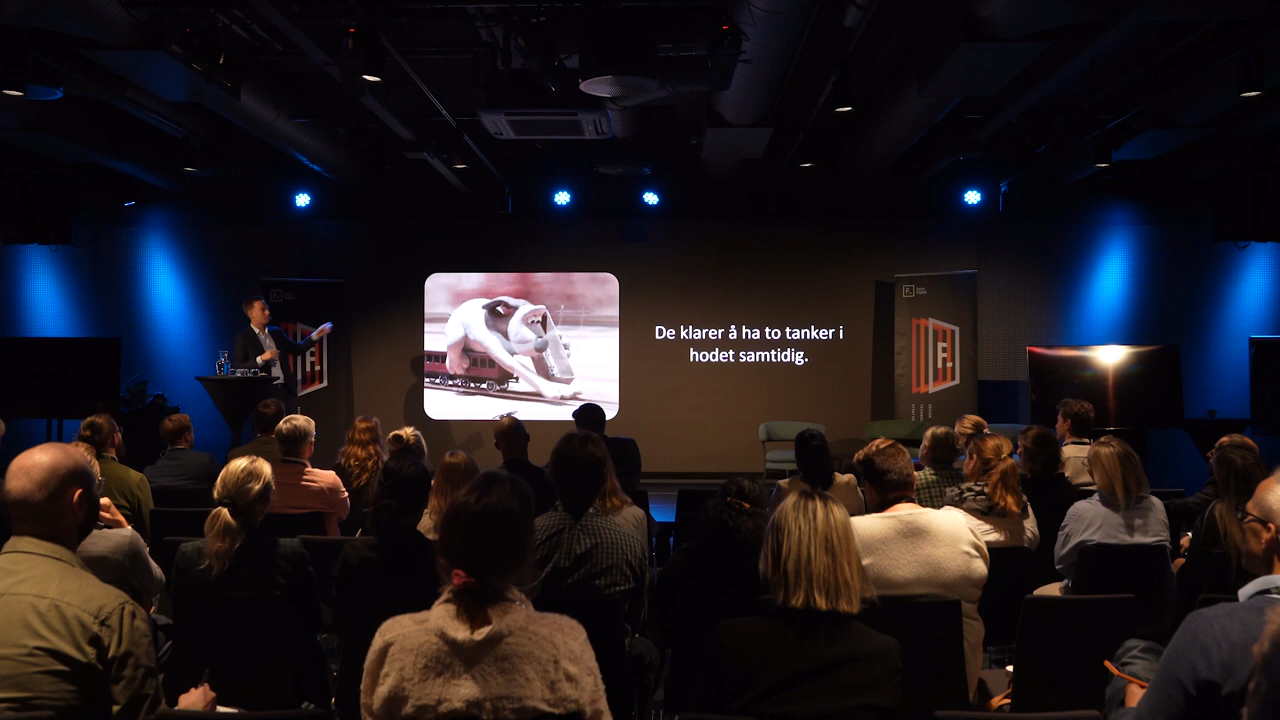 De klarer å ha to tanker i
hodet samtidig.
F.
F.